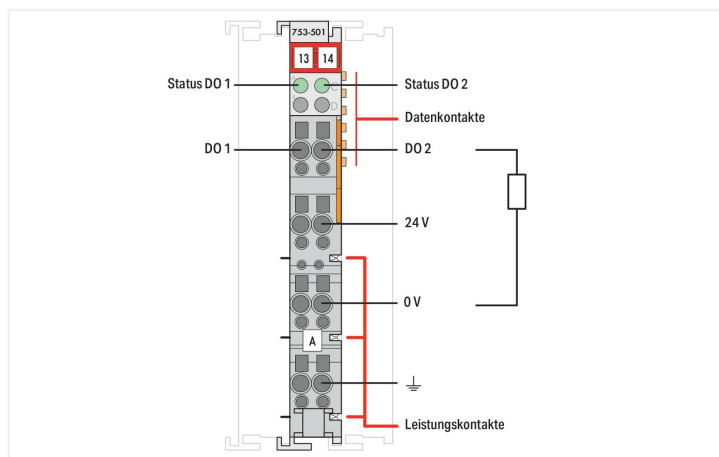 753-501
13 14
Status DO 1
Status DO 2
C
D
Datenkontakte
DO 1
DO 2
24 V
0 V
A
Leistungskontakte